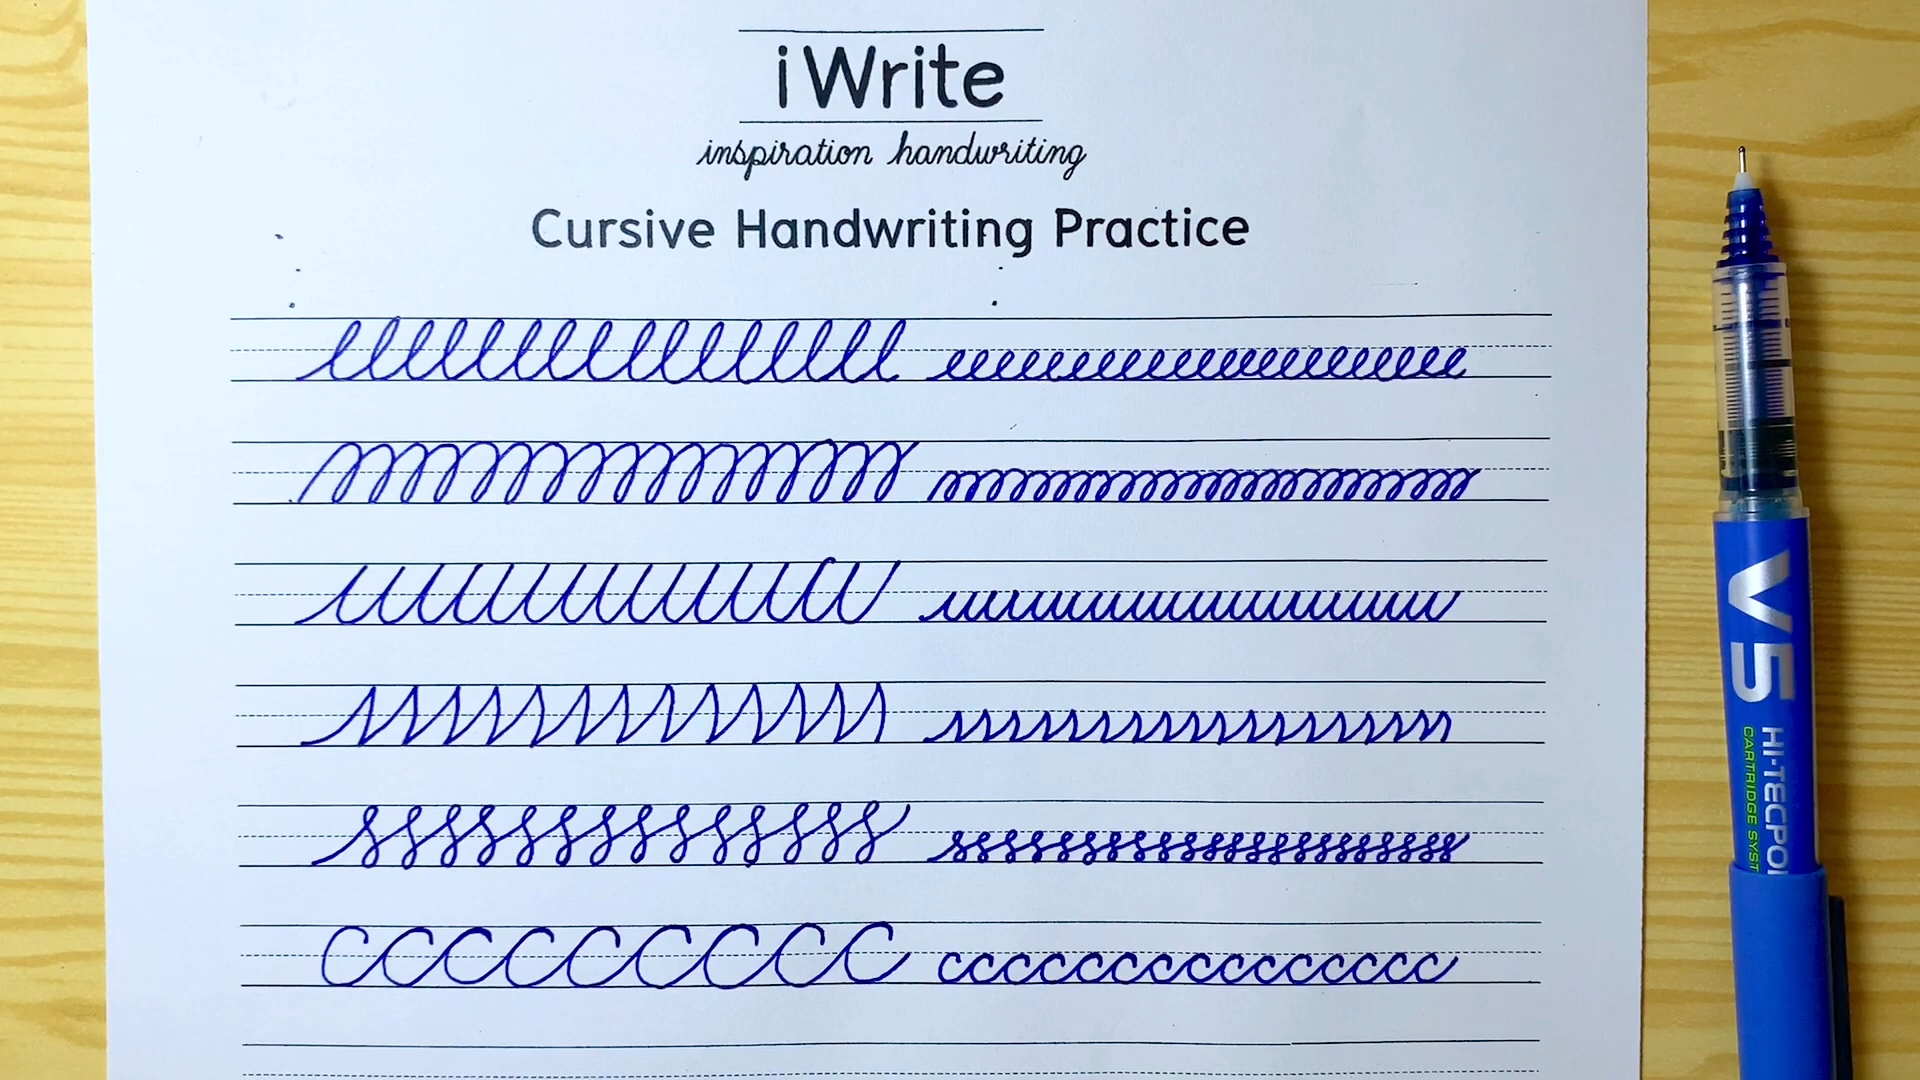 iWrite
inspiration handwriting
Cursive Handwriting Practice
V5
HI-TECPOI
CARTRIDGE SYST